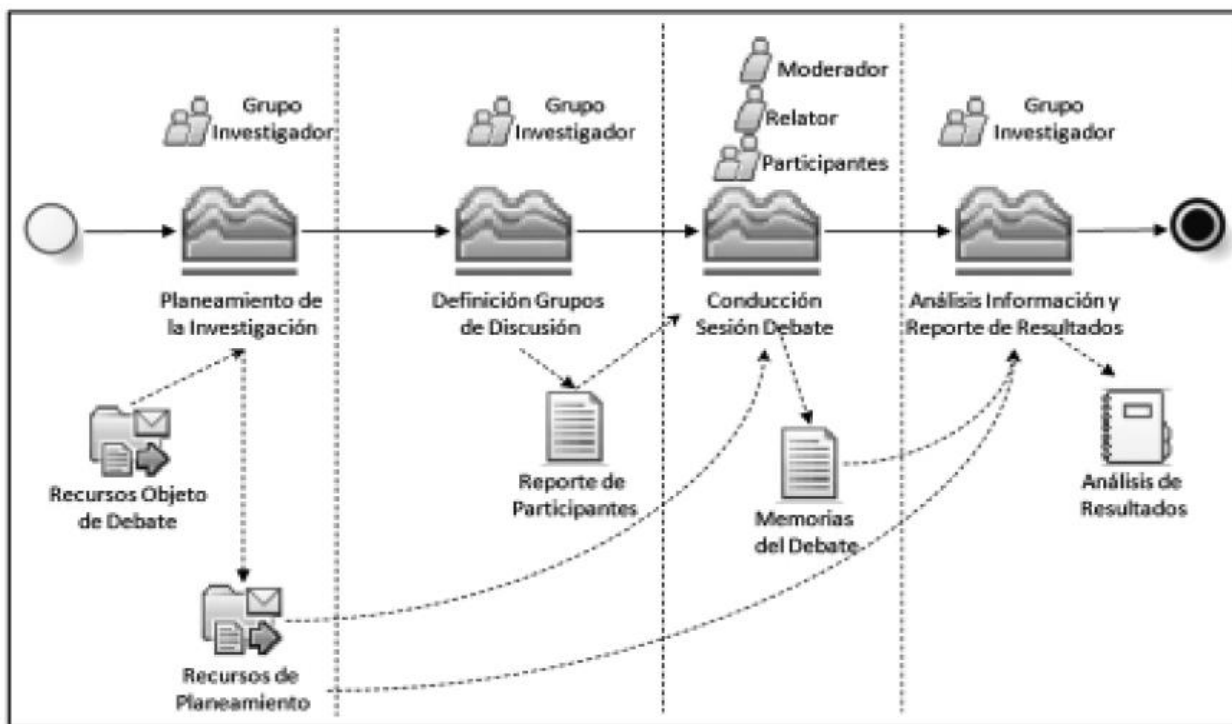 Grupo
Investigador
Grupo
Investigador
Moderador
Relator
Participantes
Grupo
Investigador
Planeamiento de
la Investigación
Definición Grupos
de Discusión
Conducción
Sesión Debate
Análisis Información y
Reporte de Resultados
Recursos Objeto
de Debate
Reporte de
Participantes
Memorias
del Debate
Análisis de
Resultados
Recursos de
Planeamiento